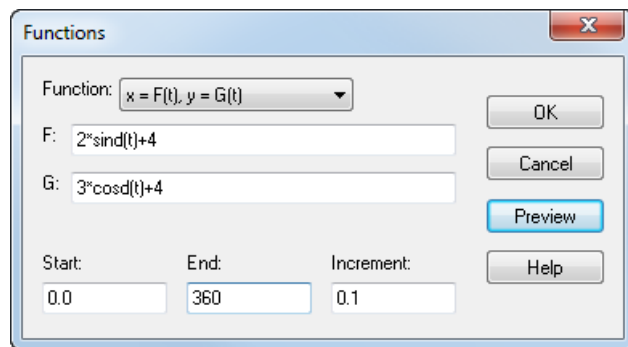 Functions
Function: x = F(t), y = G(t)
OK
F: 2*sind(t)+4
Cancel
G: 3*cosd(t)+4
Preview
Start: End: Increment:
Help
0.0 360 0.1